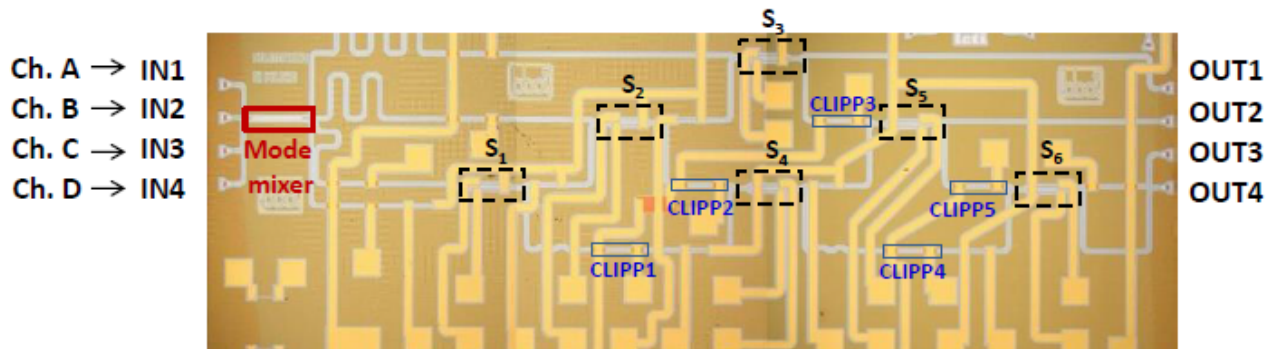 S₃
Ch. A → IN1
OUT1
S₂
CLIPP3
S₅
Ch. B → IN2
OUT2
Mode
mixer
Ch. C → IN3
S₁
S₄
S₆
OUT3
Ch. D → IN4
CLIPP2
CLIPP5
OUT4
CLIPP1
CLIPP4